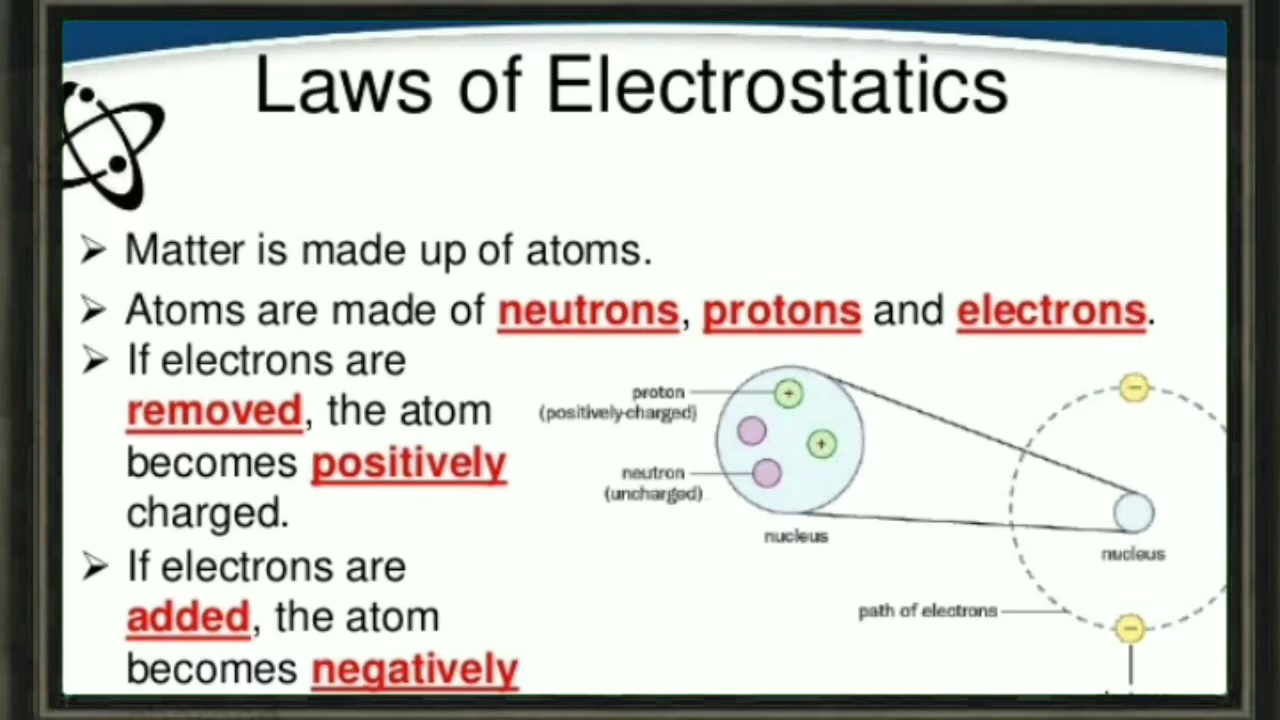 Laws of Electrostatics
➢ Matter is made up of atoms.
➢ Atoms are made of neutrons, protons and electrons.
➢ If electrons are
removed, the atom
becomes positively
charged.
➢ If electrons are
added, the atom
becomes negatively
proton
(positively-charged)
neutron
(uncharged)
nucleus
nucleus
path of electrons
+
+
−
−